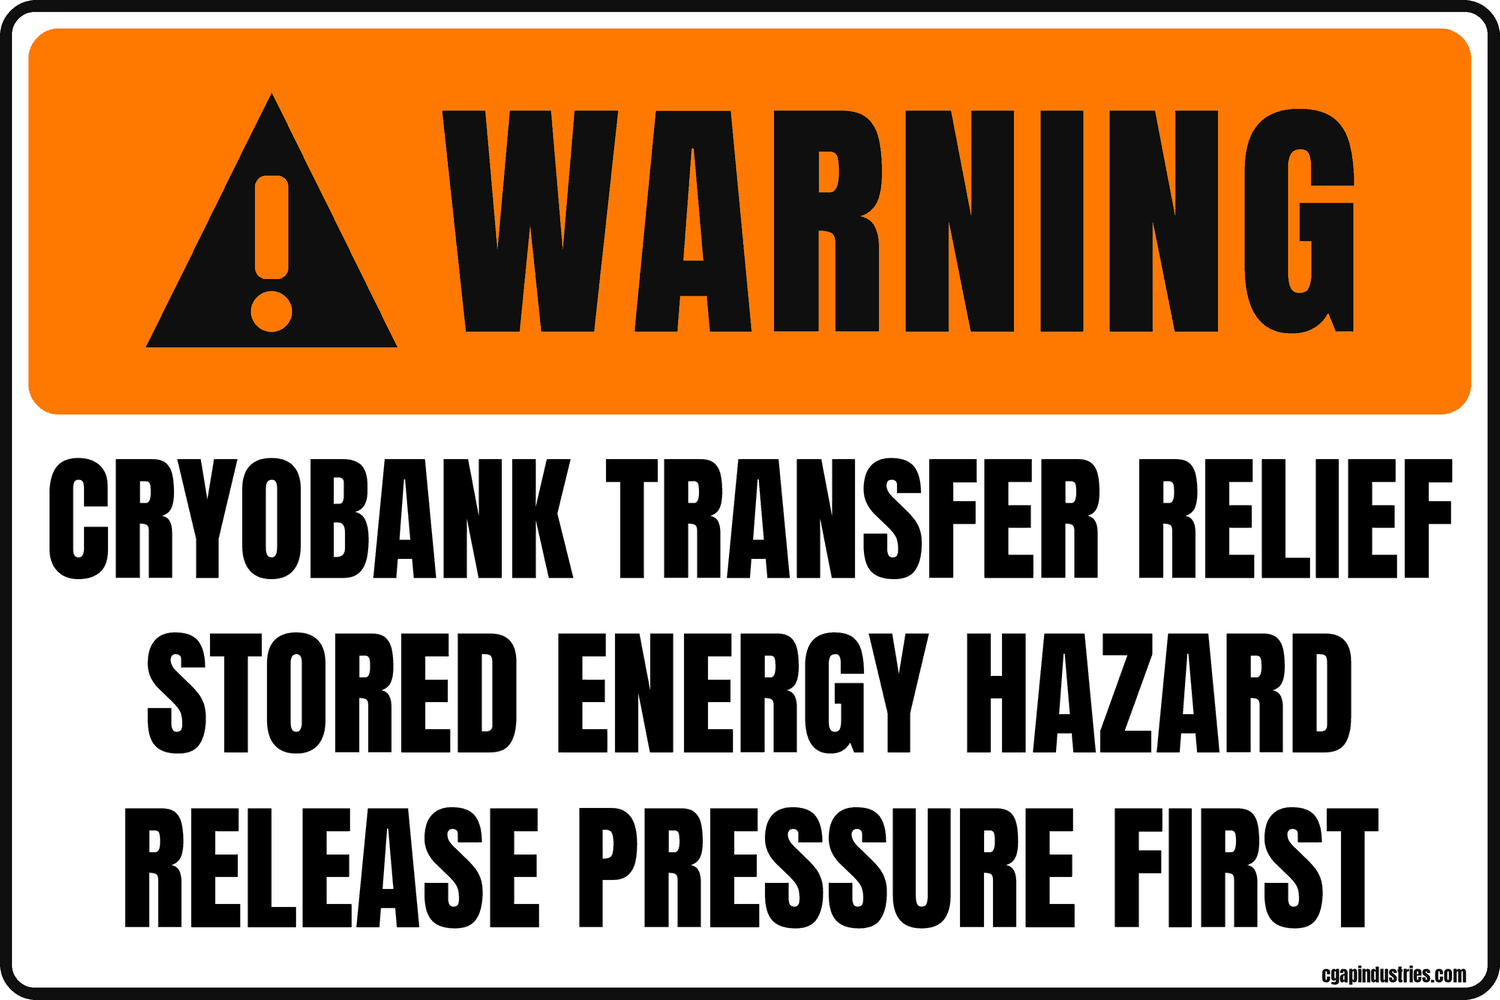 WARNING
CRYOBANK TRANSFER RELIEF
STORED ENERGY HAZARD
RELEASE PRESSURE FIRST
cgapindustries.com